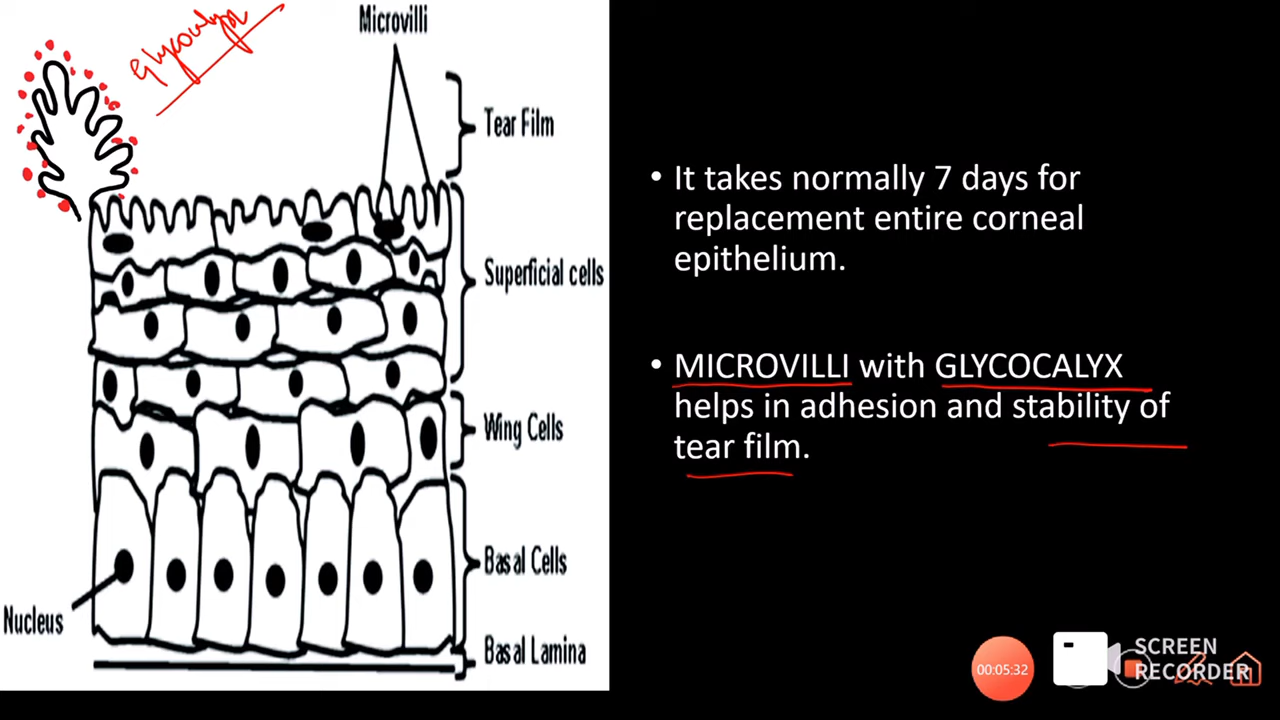 Glycocalyx
Microvilli
Tear Film
Superficial cells
Wing Cells
Basal Cells
Nucleus
Basal Lamina
• It takes normally 7 days for
replacement entire corneal
epithelium.
• MICROVILLI with GLYCOCALYX
helps in adhesion and stability of
tear film.
00:05:32
SCREEN
RECORDER